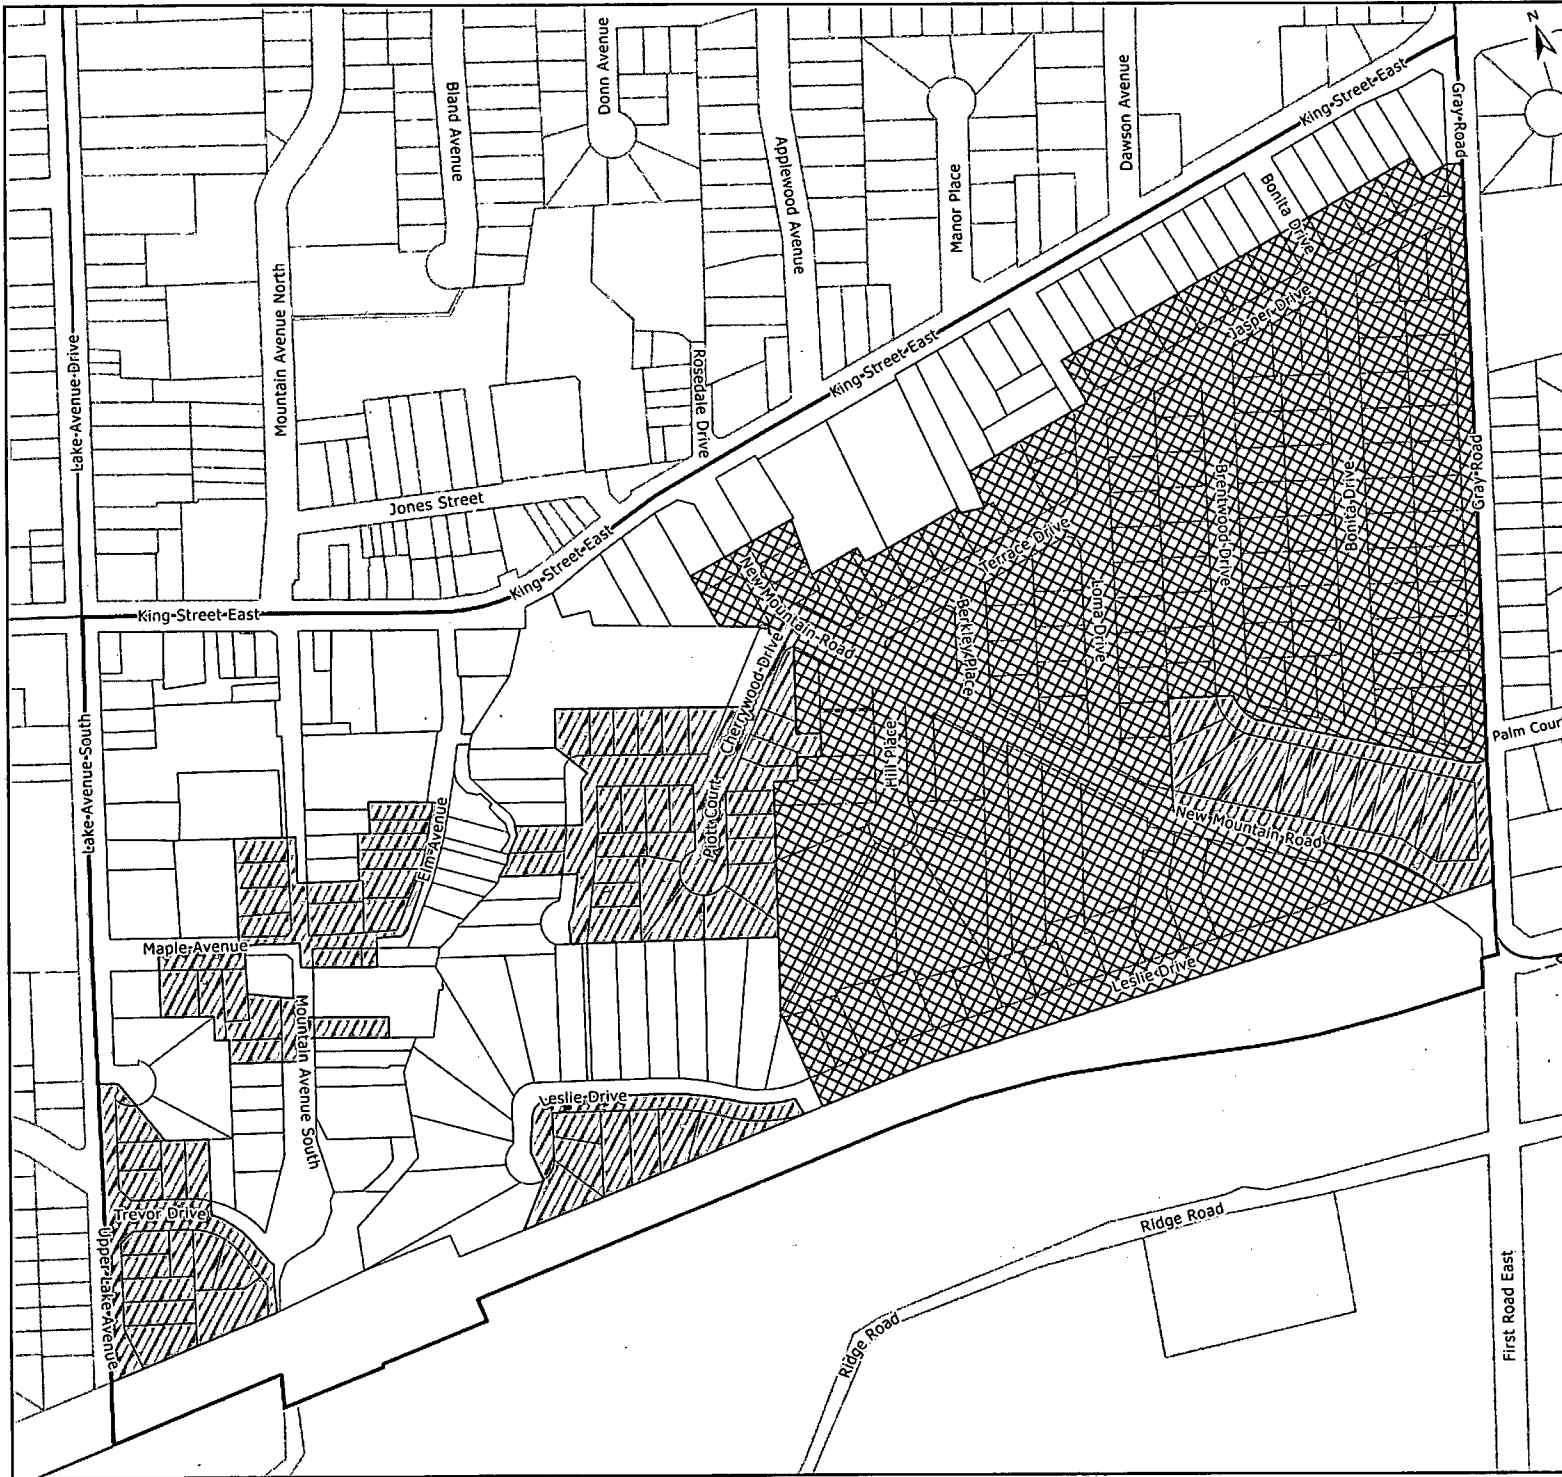 N
Donn Avenue
Bland Avenue
Dawson Avenue
King-Street-East
Gray-Road
Applewood Avenue
Manor Place
Bonita Drive
Mountain Avenue North
Lake-Avenue-Drive
Rosedale Drive
King-Street-East
Jasper-Drive
Jones Street
King-Street-East
Terrace Drive
Brentwood-Drive
Bonita-Drive
Gray-Road
King-Street-East
New-Mountain-Road
Berkley-Place
Lorna Drive
Cherrywood-Drive
Lake-Avenue-South
Hill Place
Palm Cour
Elm-Avenue
Piott-Court
New-Mountain-Road
Maple-Avenue
Leslie-Drive
Mountain Avenue South
Leslie-Drive
Trevor Drive
Upper-Lake-Avenue
Ridge Road
Ridge Road
First Road East